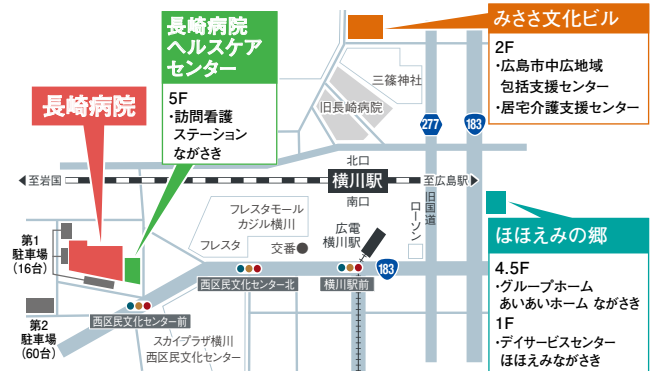 長崎病院
ヘルスケア
センター
5F
・訪問看護
ステーション
ながさき
みささ文化ビル
2F
・広島市中広地域
包括支援センター
・居宅介護支援センター
長崎病院
三篠神社
旧長崎病院
277
183
北口
至岩国
横川駅
至広島駅
南口
旧国道
フレスタモール
カジル横川
フレスタ
交番
広電
横川駅
ローソン
ほほえみの郷
4.5F
・グループホーム
あいあいホーム ながさき
1F
・デイサービスセンター
ほほえみながさき
第1
駐車場
(16台)
183
西区民文化センター北
横川駅前
第2
駐車場
(60台)
西区民文化センター前
スカイプラザ横川
西区民文化センター